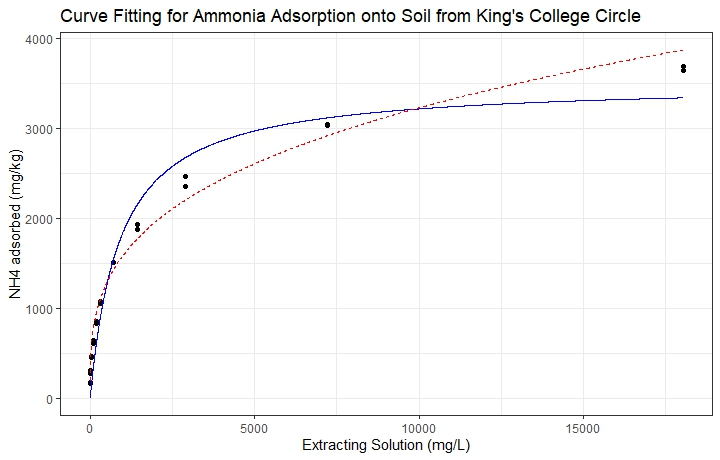 Curve Fitting for Ammonia Adsorption onto Soil from King's College Circle
4000
3000
2000
1000
0
NH4 adsorbed (mg/kg)
0 5000 10000 15000
Extracting Solution (mg/L)